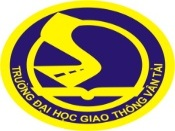 TRƯỜNG ĐẠI HỌC GIAO THÔNG VẬN TẢI